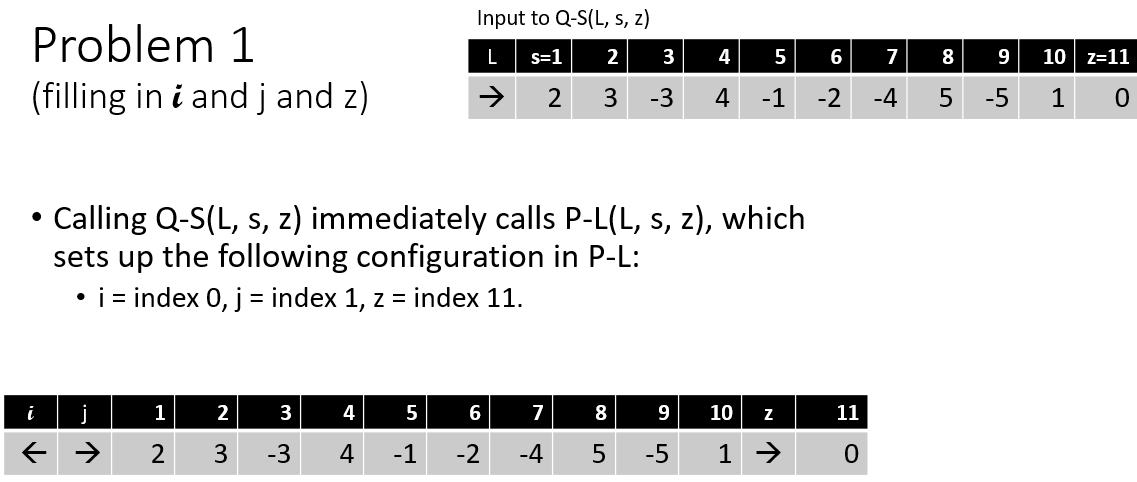 Problem 1
(filling in i and j and z)
Input to Q-S(L, s, z)
L s=1 2 3 4 5 6 7 8 9 10 z=11
→ 2 3 -3 4 -1 -2 -4 5 -5 1 0
• Calling Q-S(L, s, z) immediately calls P-L(L, s, z), which
sets up the following configuration in P-L:
• i = index 0, j = index 1, z = index 11.
i j 1 2 3 4 5 6 7 8 9 10 z 11
← → 2 3 -3 4 -1 -2 -4 5 -5 1 → 0